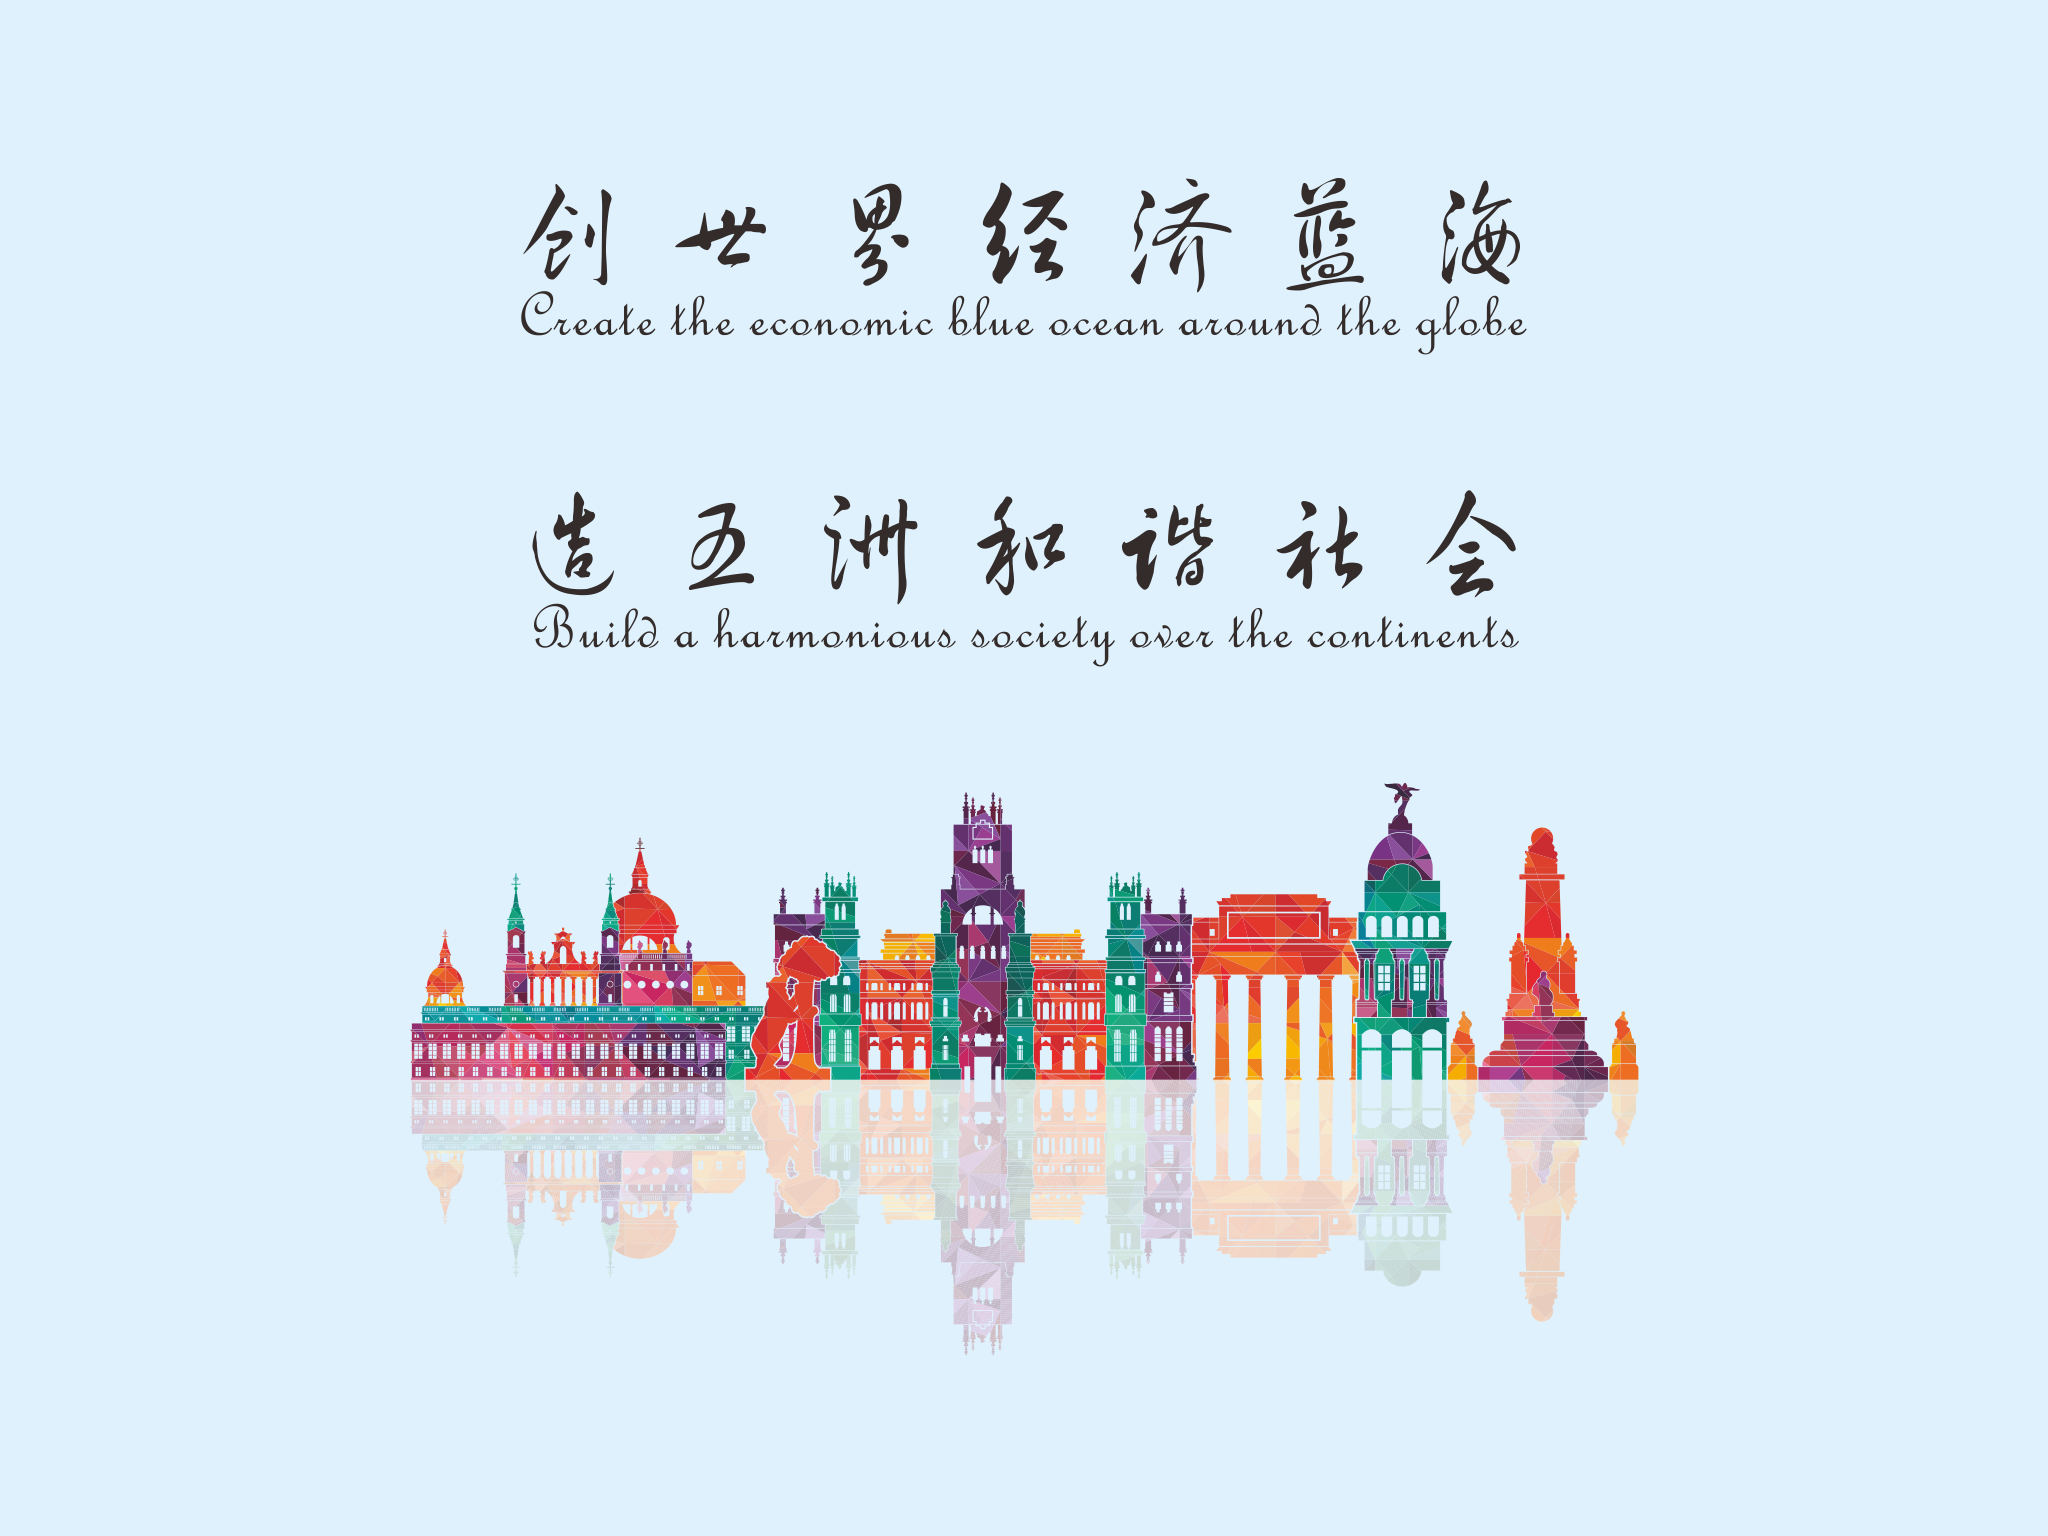 创世界经济蓝海
Create the economic blue ocean around the globe
造五洲和谐社会
Build a harmonious society over the continents